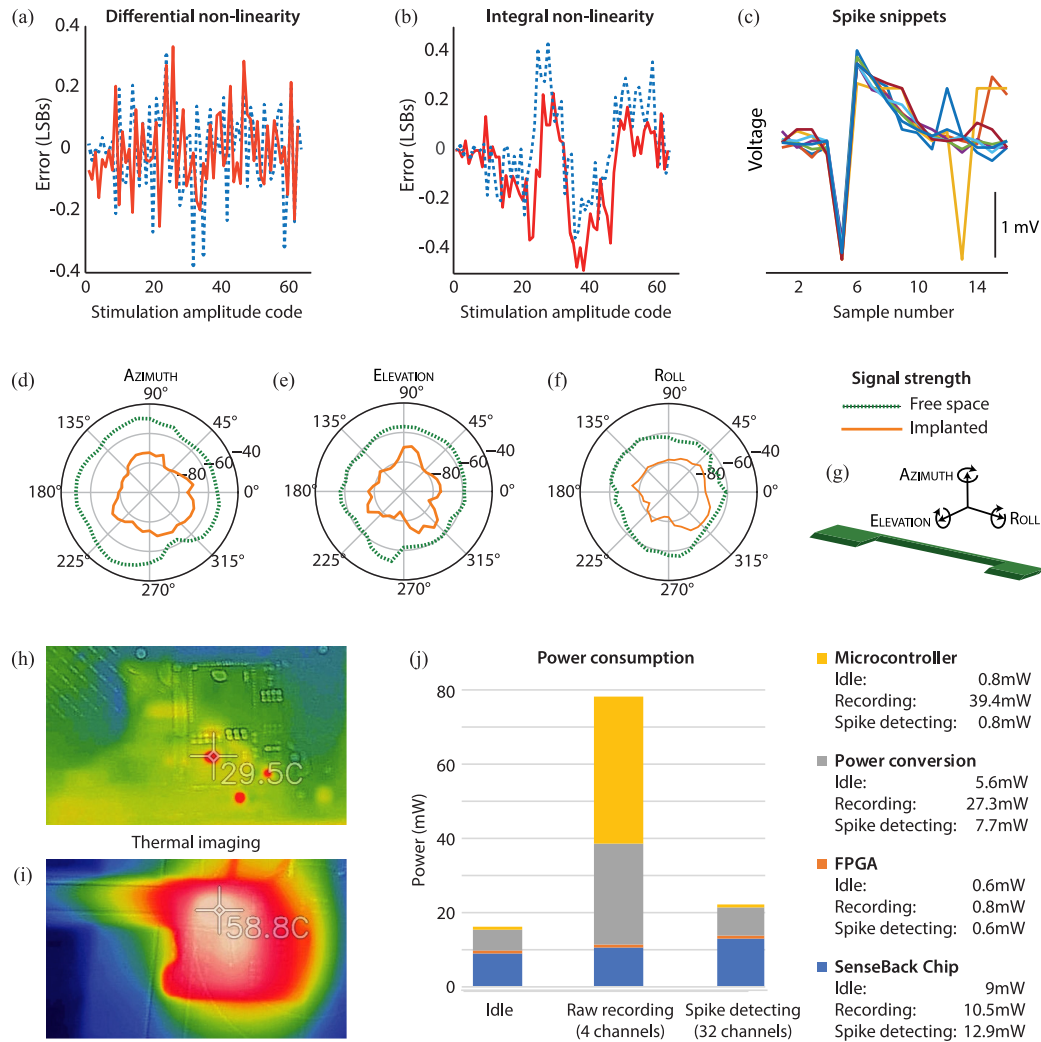 (a) Differential non-linearity
0.4
0.2
0
-0.2
-0.4
Error (LSBs)
0 20 40 60
Stimulation amplitude code
(b) Integral non-linearity
0.4
0.2
0
-0.2
-0.4
Error (LSBs)
0 20 40 60
Stimulation amplitude code
(c) Spike snippets
Voltage
1 mV
2 6 10 14
Sample number
(d) AZIMUTH
90°
135° 45°
−40
−60
−80
180° 0°
225° 315°
270°
(e) ELEVATION
90°
135° 45°
−40
−60
−80
180° 0°
225° 315°
270°
(f) ROLL
90°
135° 45°
−40
−60
−80
180° 0°
225° 315°
270°
Signal strength
Free space
Implanted
(g)
AZIMUTH
ELEVATION
ROLL
(h)
29.5C
Thermal imaging
(i)
58.8C
(j) Power consumption
80
60
40
20
0
Power (mW)
Idle
Raw recording
(4 channels)
Spike detecting
(32 channels)
Microcontroller
Idle: 0.8mW
Recording: 39.4mW
Spike detecting: 0.8mW
Power conversion
Idle: 5.6mW
Recording: 27.3mW
Spike detecting: 7.7mW
FPGA
Idle: 0.6mW
Recording: 0.8mW
Spike detecting: 0.6mW
SenseBack Chip
Idle: 9mW
Recording: 10.5mW
Spike detecting: 12.9mW